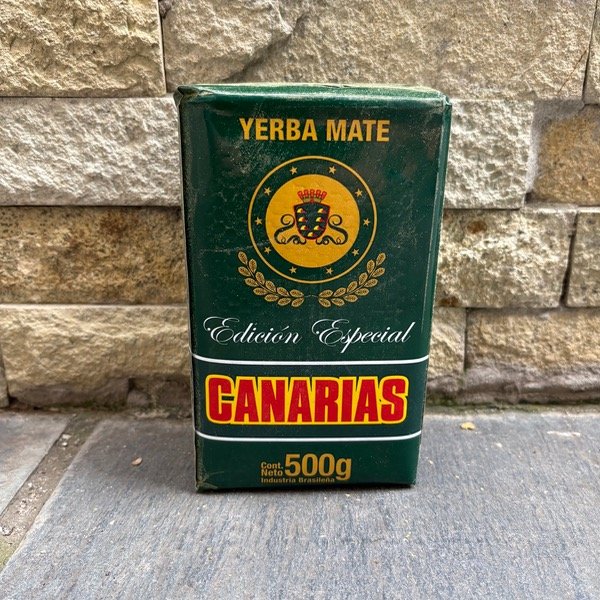 YERBA MATE
Edición Especial
CANARIAS
Cont.
Neto 500g
Industria Brasileña